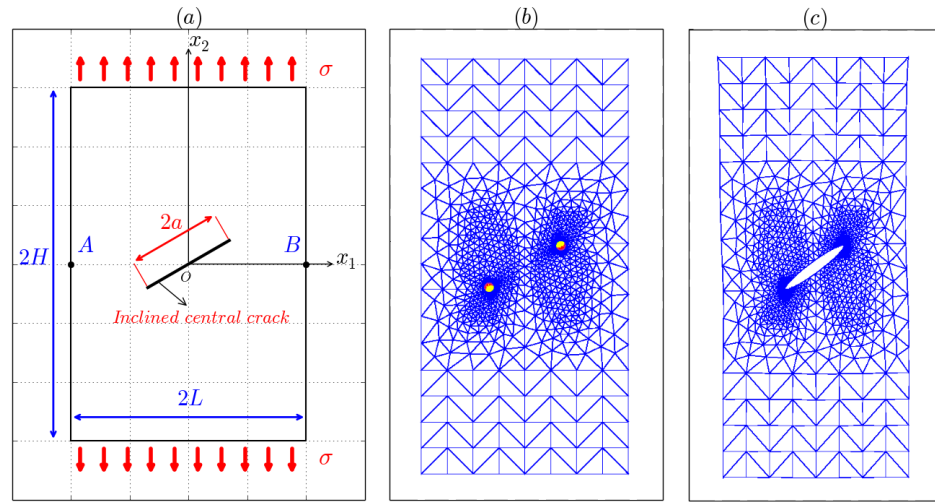 (a)
(b)
(c)
x₂
σ
2a
A
B
2H
O
x₁
Inclined central crack
2L
σ